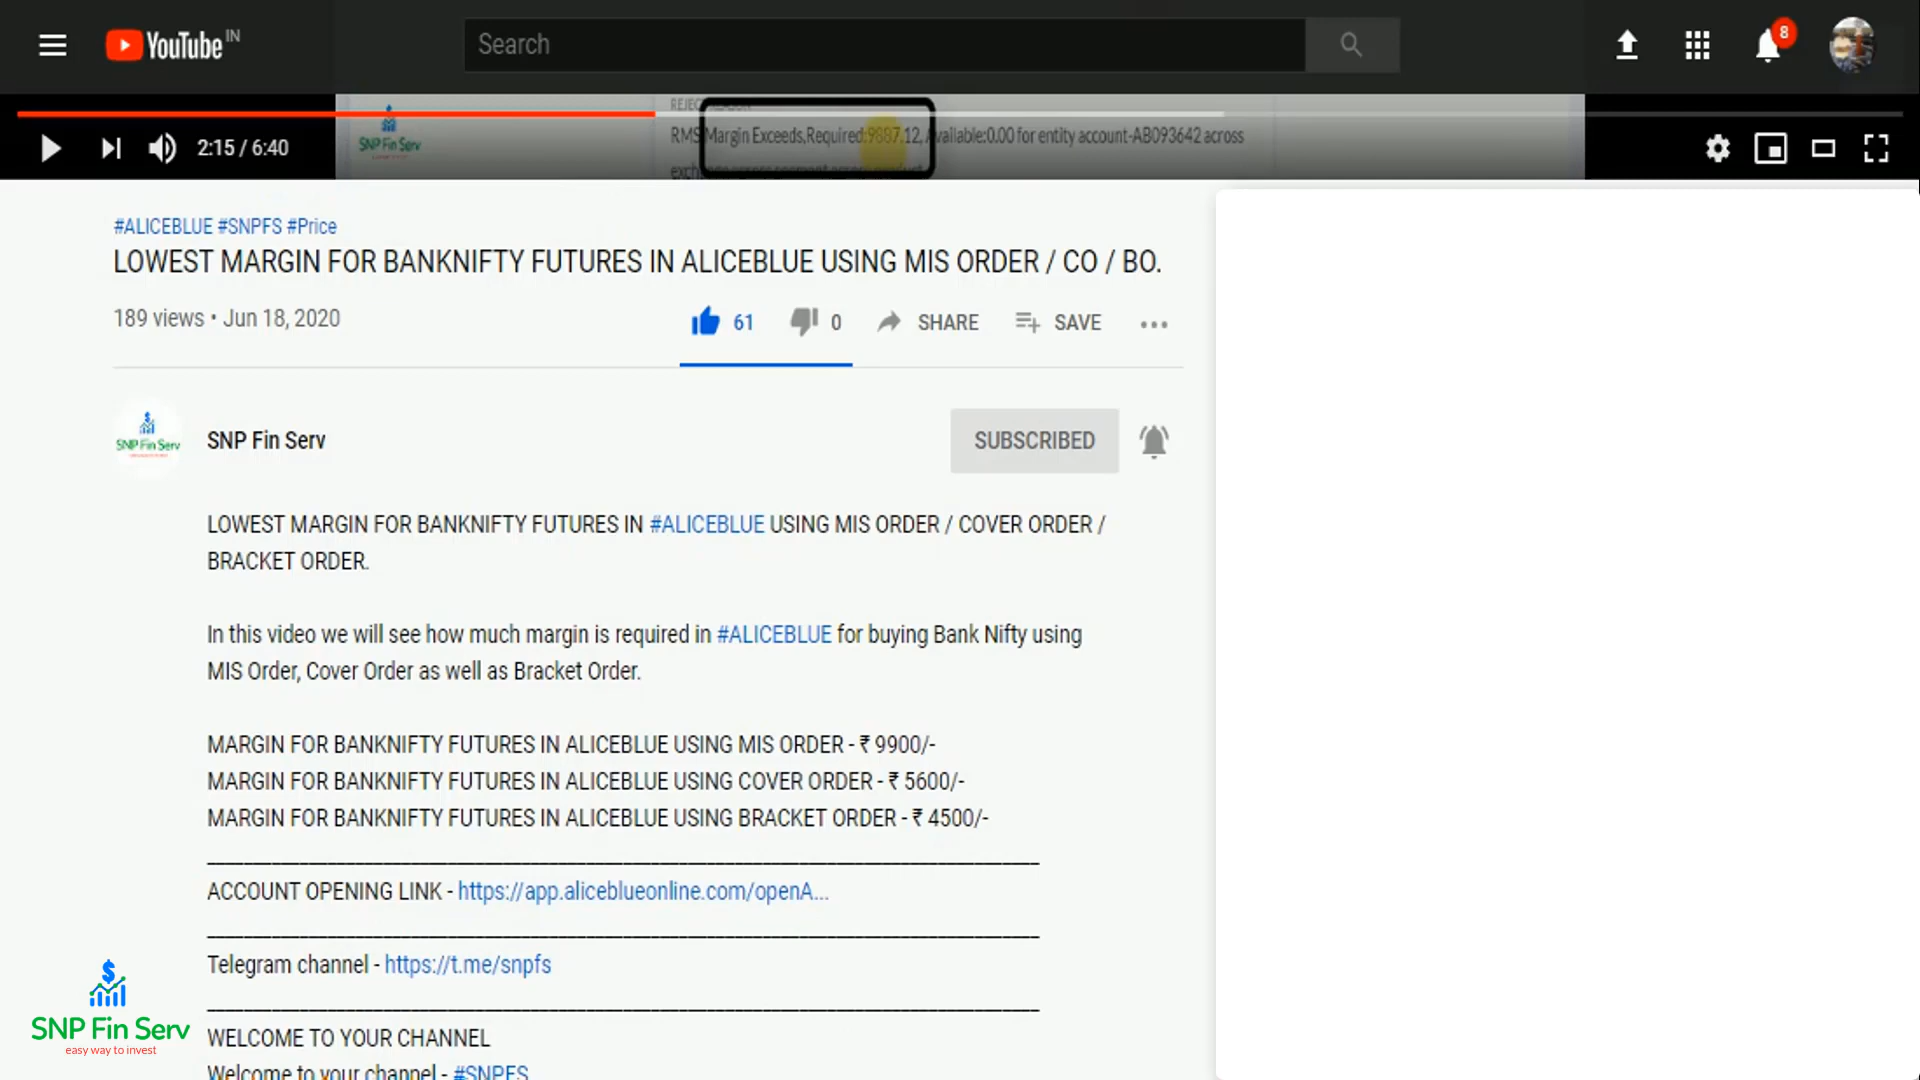 YouTube IN
Search
8
REJECT REASON
RMS Margin Exceeds,Required:9887.12, Available:0.00 for entity account-AB093642 across
2:15 / 6:40
SNP Fin Serv
#ALICEBLUE #SNPFS #Price
LOWEST MARGIN FOR BANKNIFTY FUTURES IN ALICEBLUE USING MIS ORDER / CO / BO.
189 views • Jun 18, 2020
61 0 SHARE SAVE
SNP Fin Serv
SNP Fin Serv
SUBSCRIBED
LOWEST MARGIN FOR BANKNIFTY FUTURES IN #ALICEBLUE USING MIS ORDER / COVER ORDER /
BRACKET ORDER.
In this video we will see how much margin is required in #ALICEBLUE for buying Bank Nifty using
MIS Order, Cover Order as well as Bracket Order.
MARGIN FOR BANKNIFTY FUTURES IN ALICEBLUE USING MIS ORDER - ₹ 9900/-
MARGIN FOR BANKNIFTY FUTURES IN ALICEBLUE USING COVER ORDER - ₹ 5600/-
MARGIN FOR BANKNIFTY FUTURES IN ALICEBLUE USING BRACKET ORDER - ₹ 4500/-
ACCOUNT OPENING LINK - https://app.aliceblueonline.com/openA...
Telegram channel - https://t.me/snpfs
WELCOME TO YOUR CHANNEL
Welcome to your channel - #SNPFS
SNP Fin Serv
easy way to invest